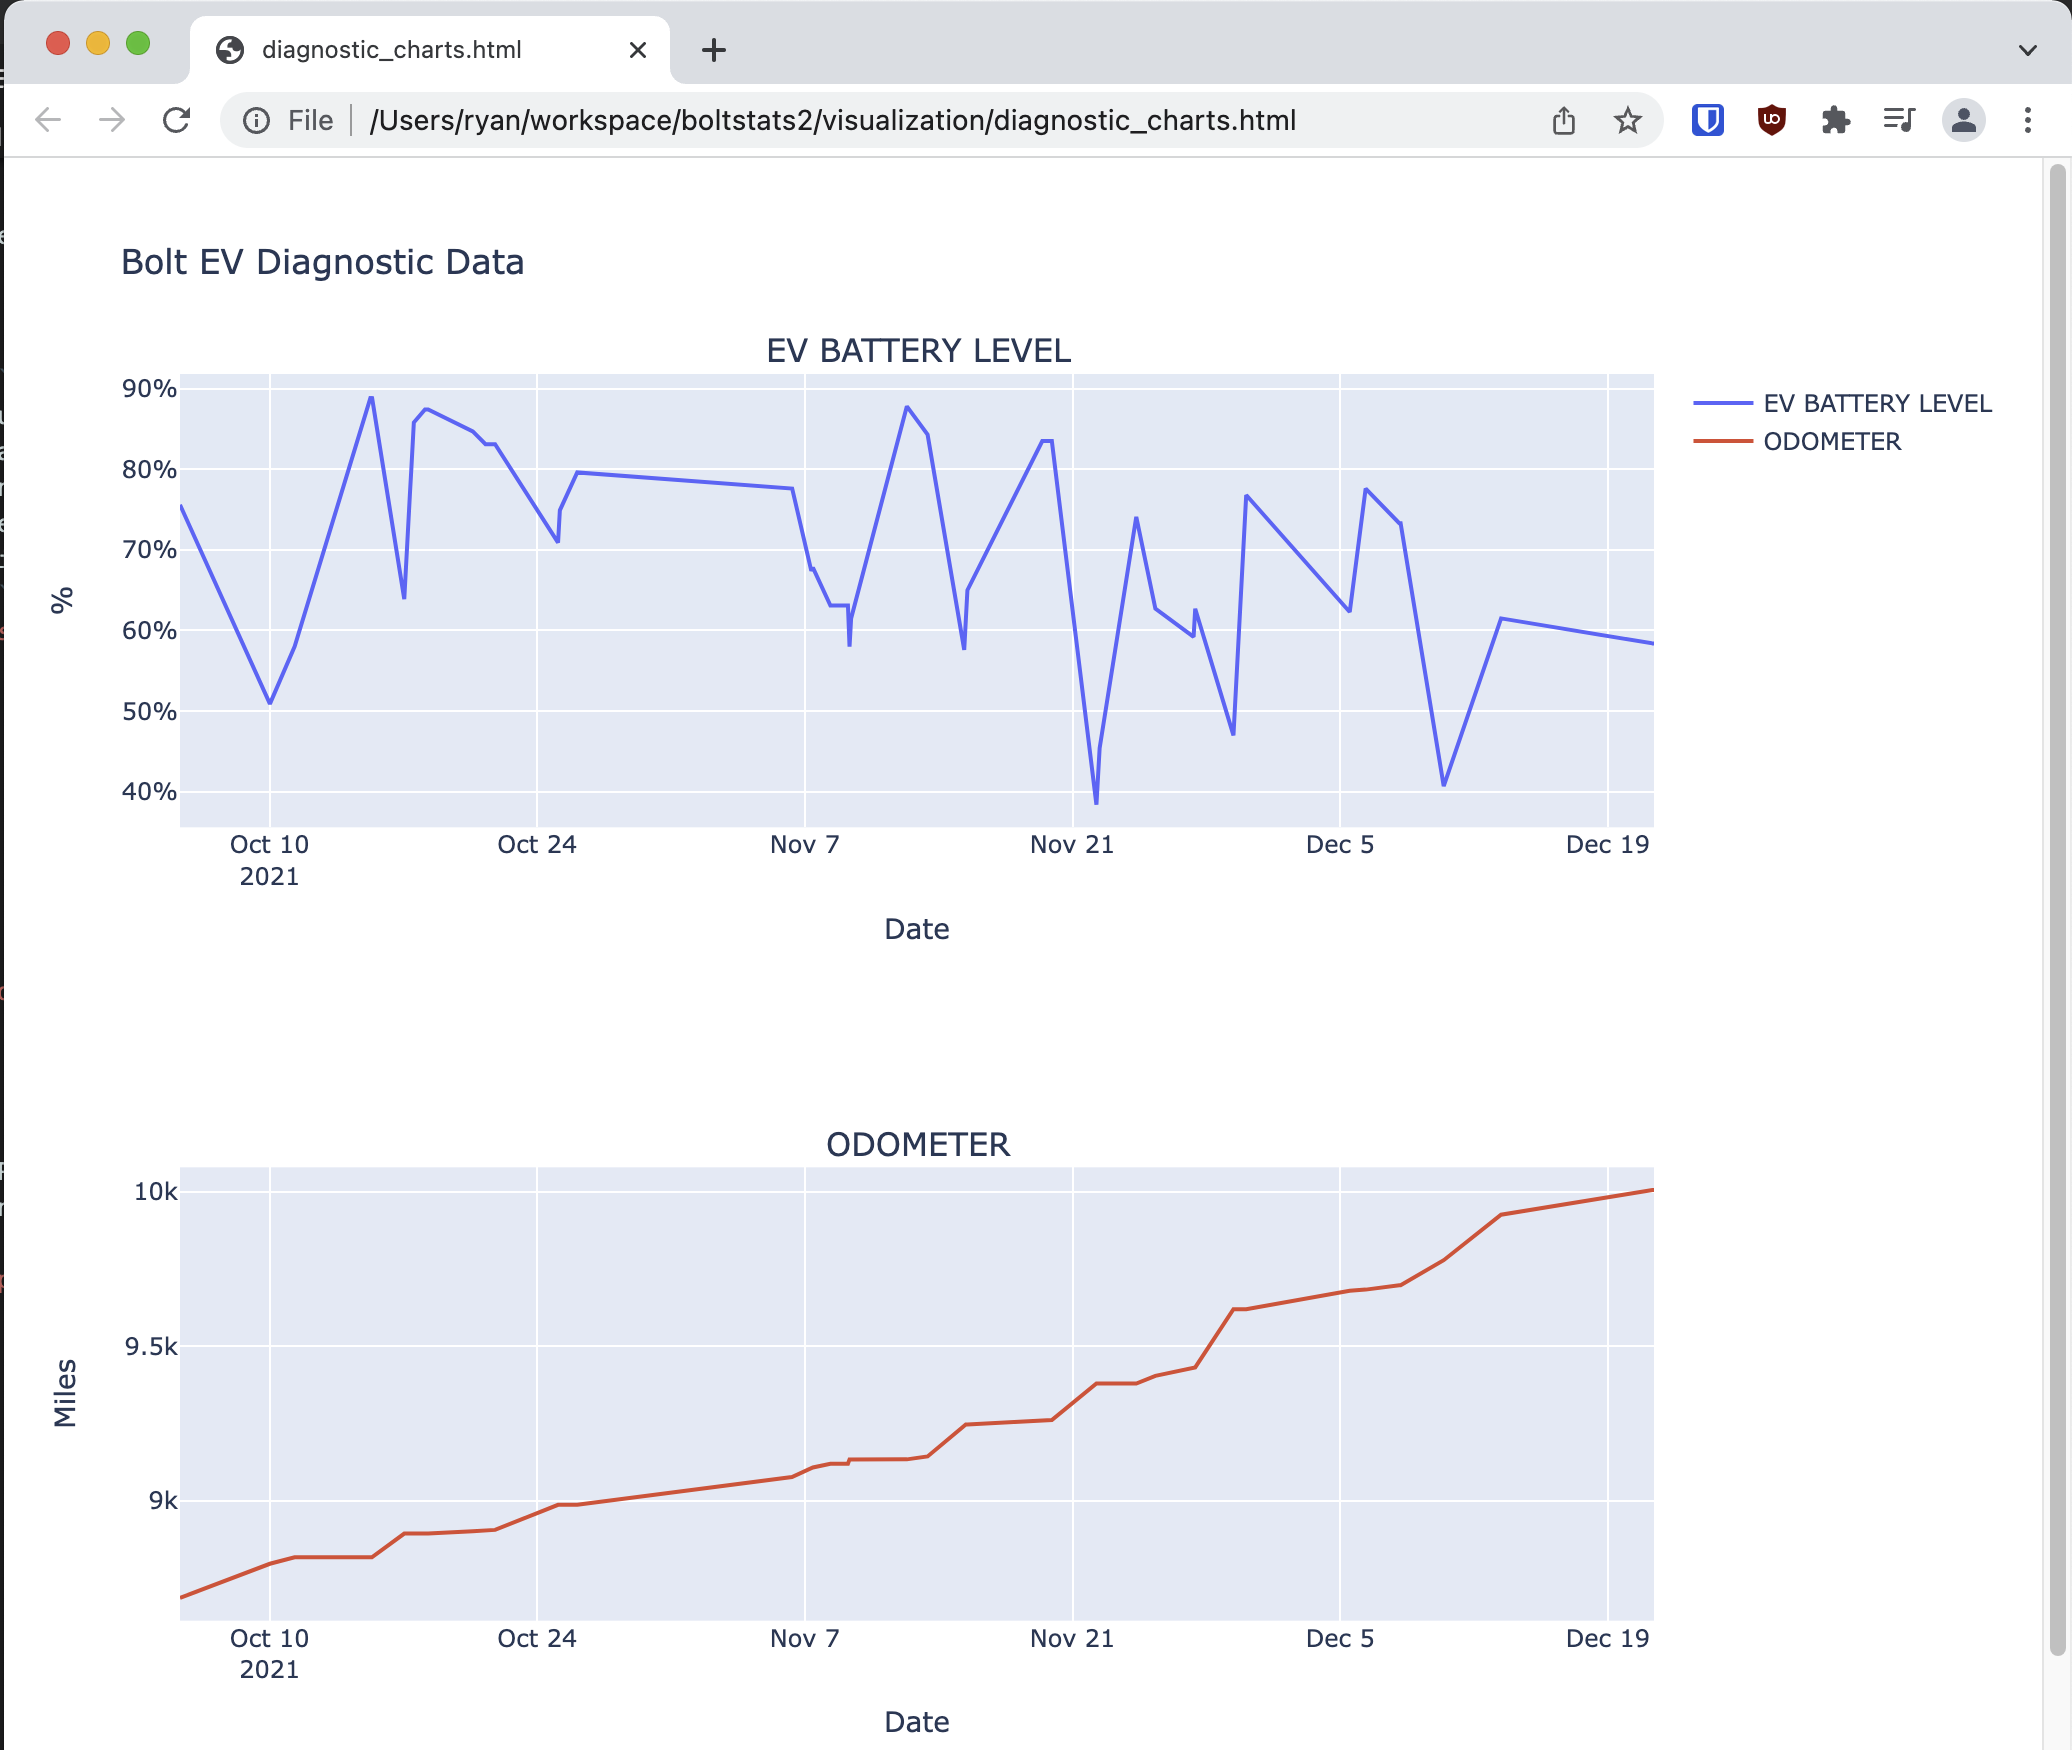 diagnostic_charts.html
File
/Users/ryan/workspace/boltstats2/visualization/diagnostic_charts.html
Bolt EV Diagnostic Data
EV BATTERY LEVEL
90%
80%
70%
60%
50%
40%
%
Oct 10 2021
Oct 24
Nov 7
Nov 21
Dec 5
Dec 19
Date
EV BATTERY LEVEL
ODOMETER
ODOMETER
10k
9.5k
9k
Miles
Oct 10 2021
Oct 24
Nov 7
Nov 21
Dec 5
Dec 19
Date